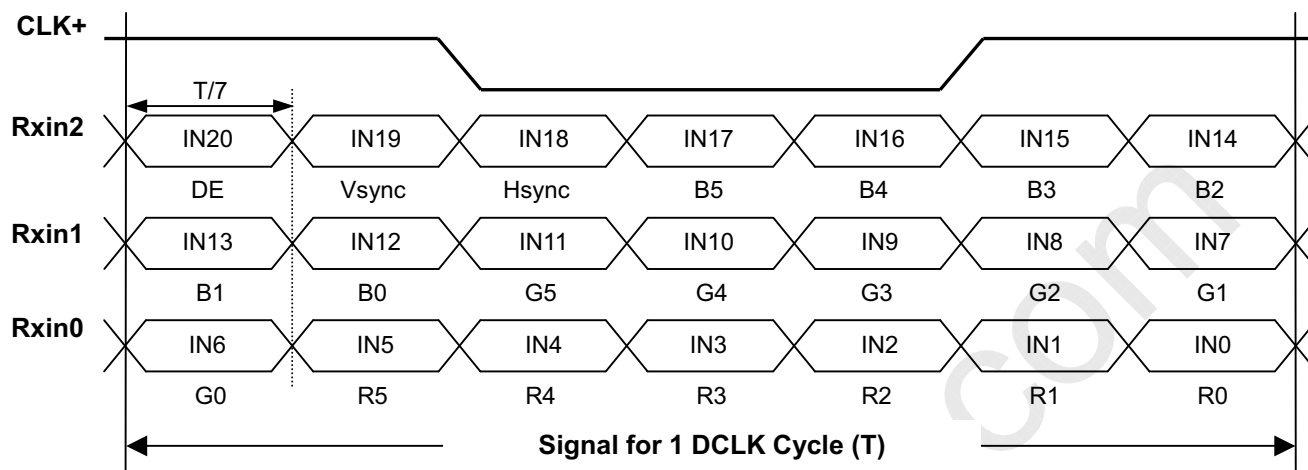 CLK+
T/7
Rxin2 IN20 IN19 IN18 IN17 IN16 IN15 IN14
DE Vsync Hsync B5 B4 B3 B2
Rxin1 IN13 IN12 IN11 IN10 IN9 IN8 IN7
B1 B0 G5 G4 G3 G2 G1
Rxin0 IN6 IN5 IN4 IN3 IN2 IN1 IN0
G0 R5 R4 R3 R2 R1 R0
Signal for 1 DCLK Cycle (T)
com